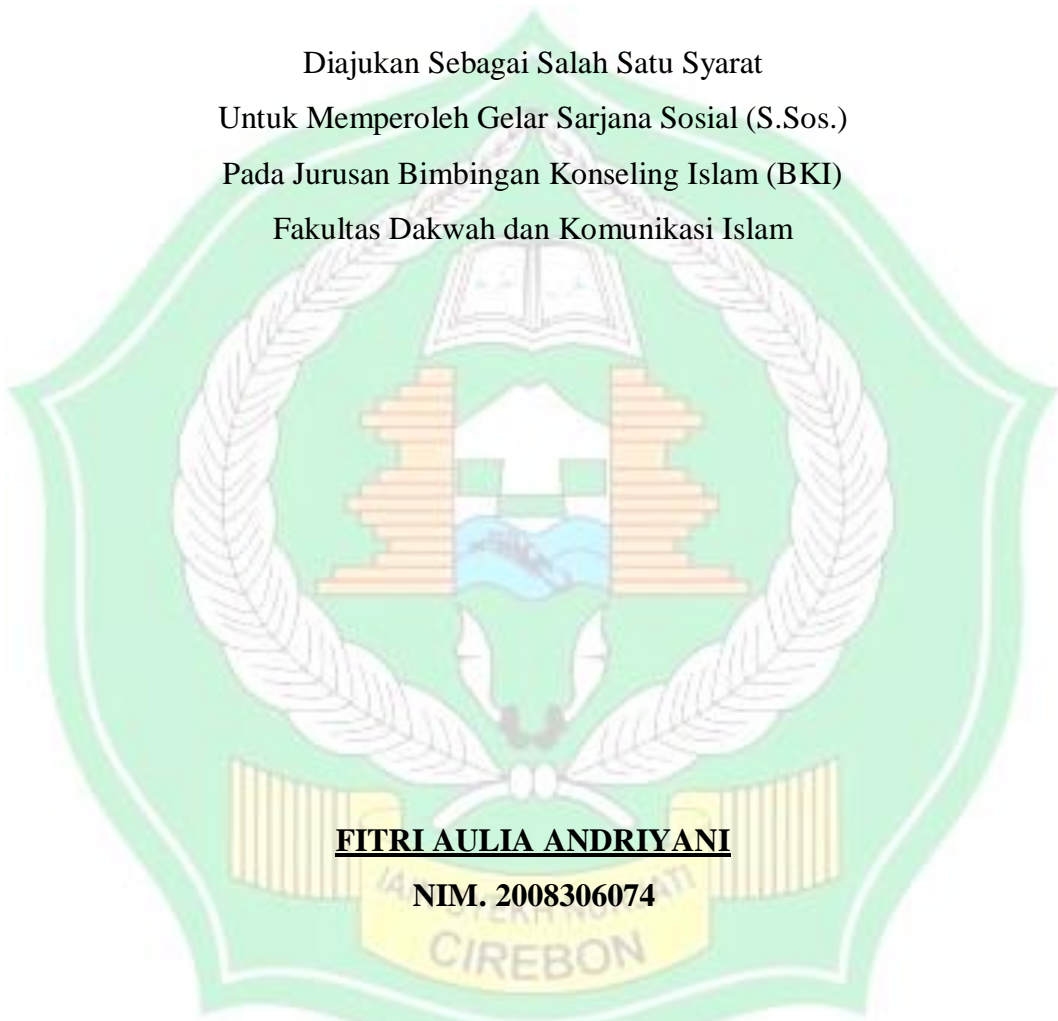 Diajukan Sebagai Salah Satu Syarat
Untuk Memperoleh Gelar Sarjana Sosial (S.Sos.)
Pada Jurusan Bimbingan Konseling Islam (BKI)
Fakultas Dakwah dan Komunikasi Islam
FITRI AULIA ANDRIYANI
NIM. 2008306074
CIREBON